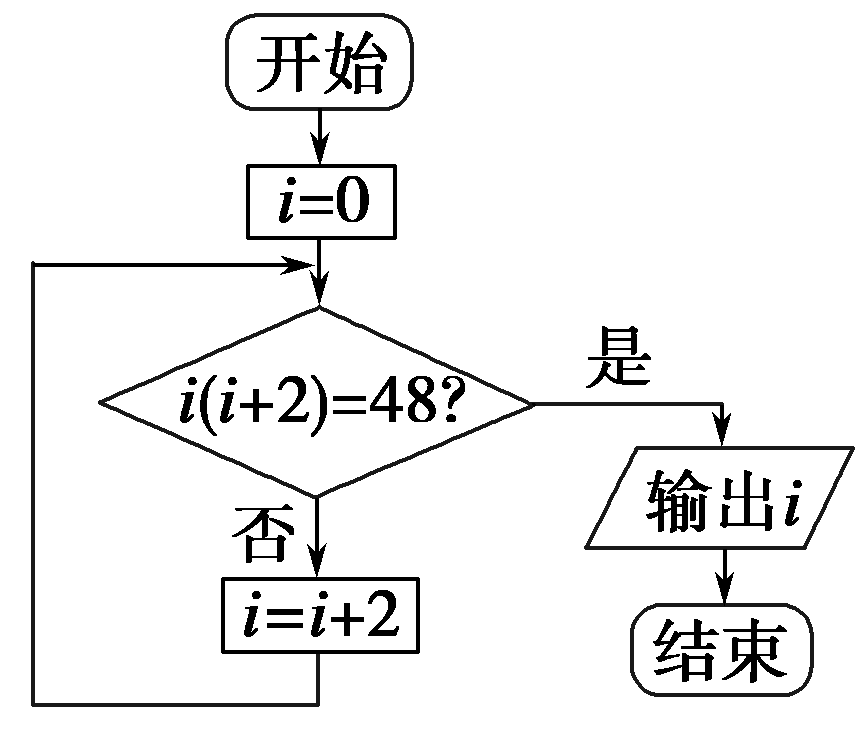 开始
i=0
i(i+2)=48?
是
输出i
否
i=i+2
结束